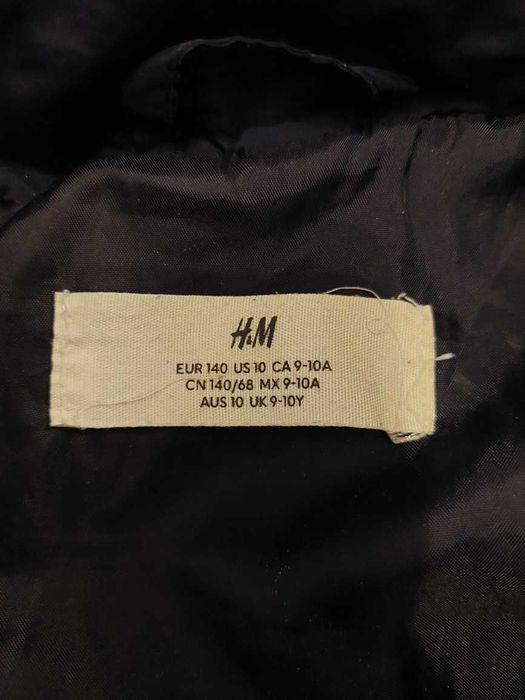 H&M
EUR 140 US 10 CA 9-10A
CN 140/68 MX 9-10A
AUS 10 UK 9-10Y